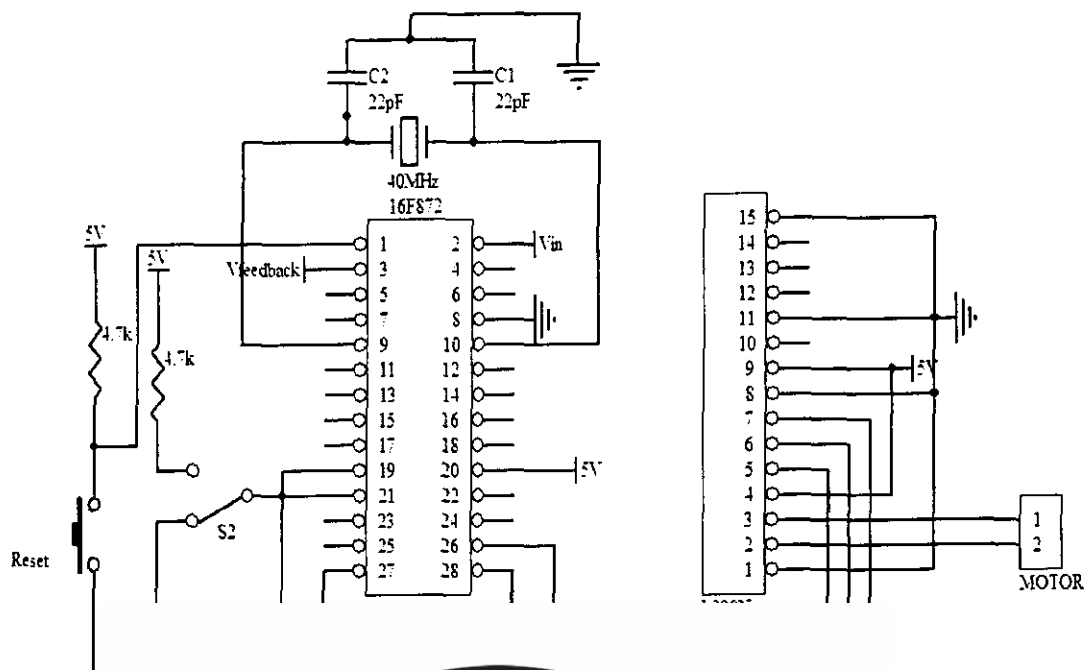 C2
22pF
C1
22pF
40MHz
16F872
5V
5V
4.7k
4.7k
Reset
S2
Vfeedback
Vin
5V
1 2
3 4
5 6
7 8
9 10
11 12
13 14
15 16
17 18
19 20
21 22
23 24
25 26
27 28
15
14
13
12
11
10
9
8
7
6
5
4
3
2
1
5V
1
2
MOTOR